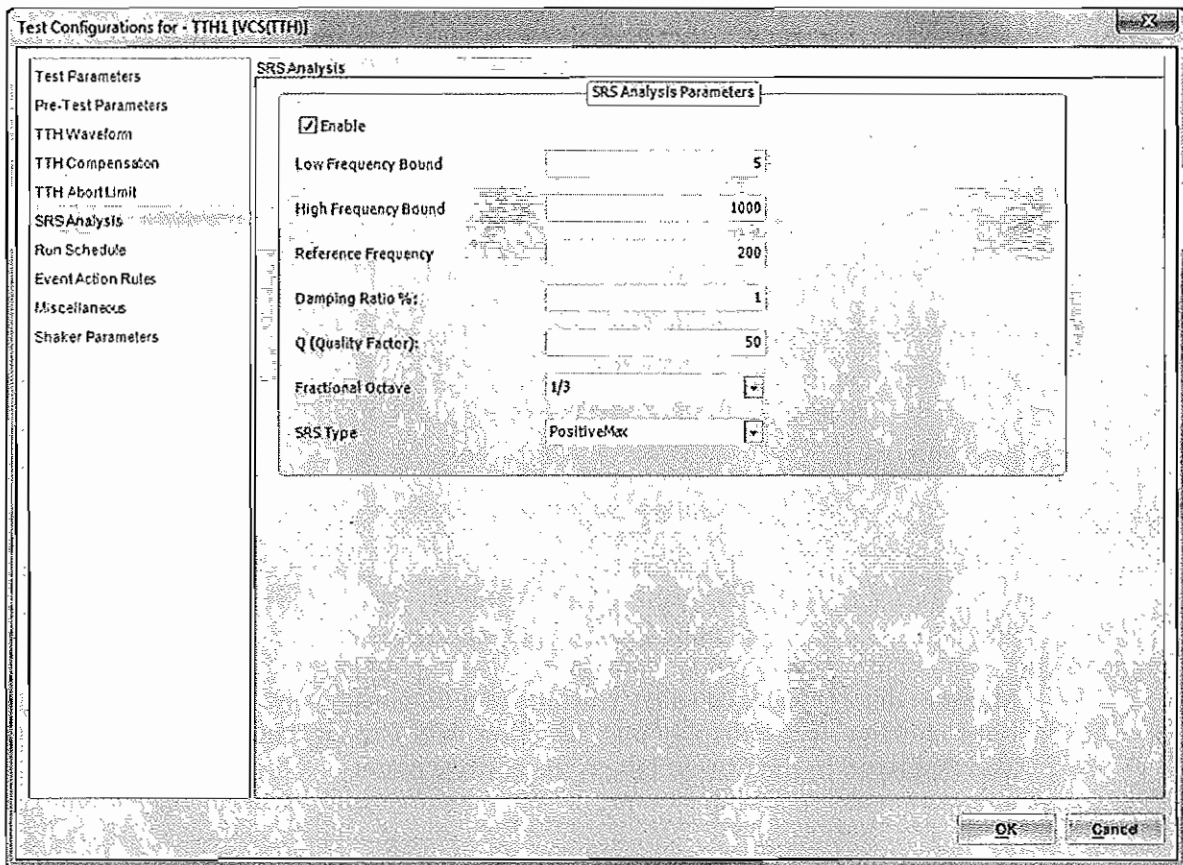 Test Configurations for - TTH1 [VCS(TTH)]
Test Parameters
Pre-Test Parameters
TTH Waveform
TTH Compensation
TTH Abort Limit
SRS Analysis
Run Schedule
Event Action Rules
Miscellaneous
Shaker Parameters
SRS Analysis
SRS Analysis Parameters
Enable
Low Frequency Bound 5
High Frequency Bound 1000
Reference Frequency 200
Damping Ratio %: 1
Q (Quality Factor): 50
Fractional Octave 1/3
SRS Type PositiveMax
OK Cancel